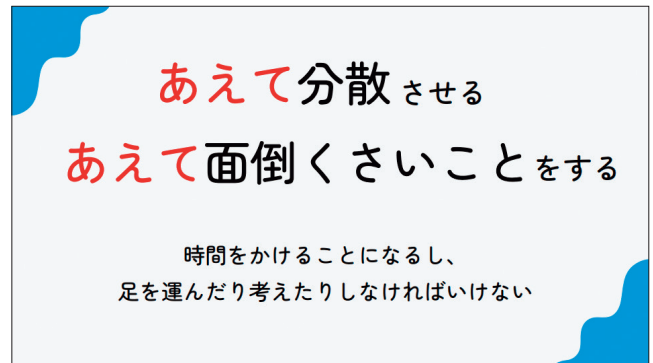 あえて分散させる
あえて面倒くさいことをする
時間をかけることになるし、
足を運んだり考えたりしなければいけない